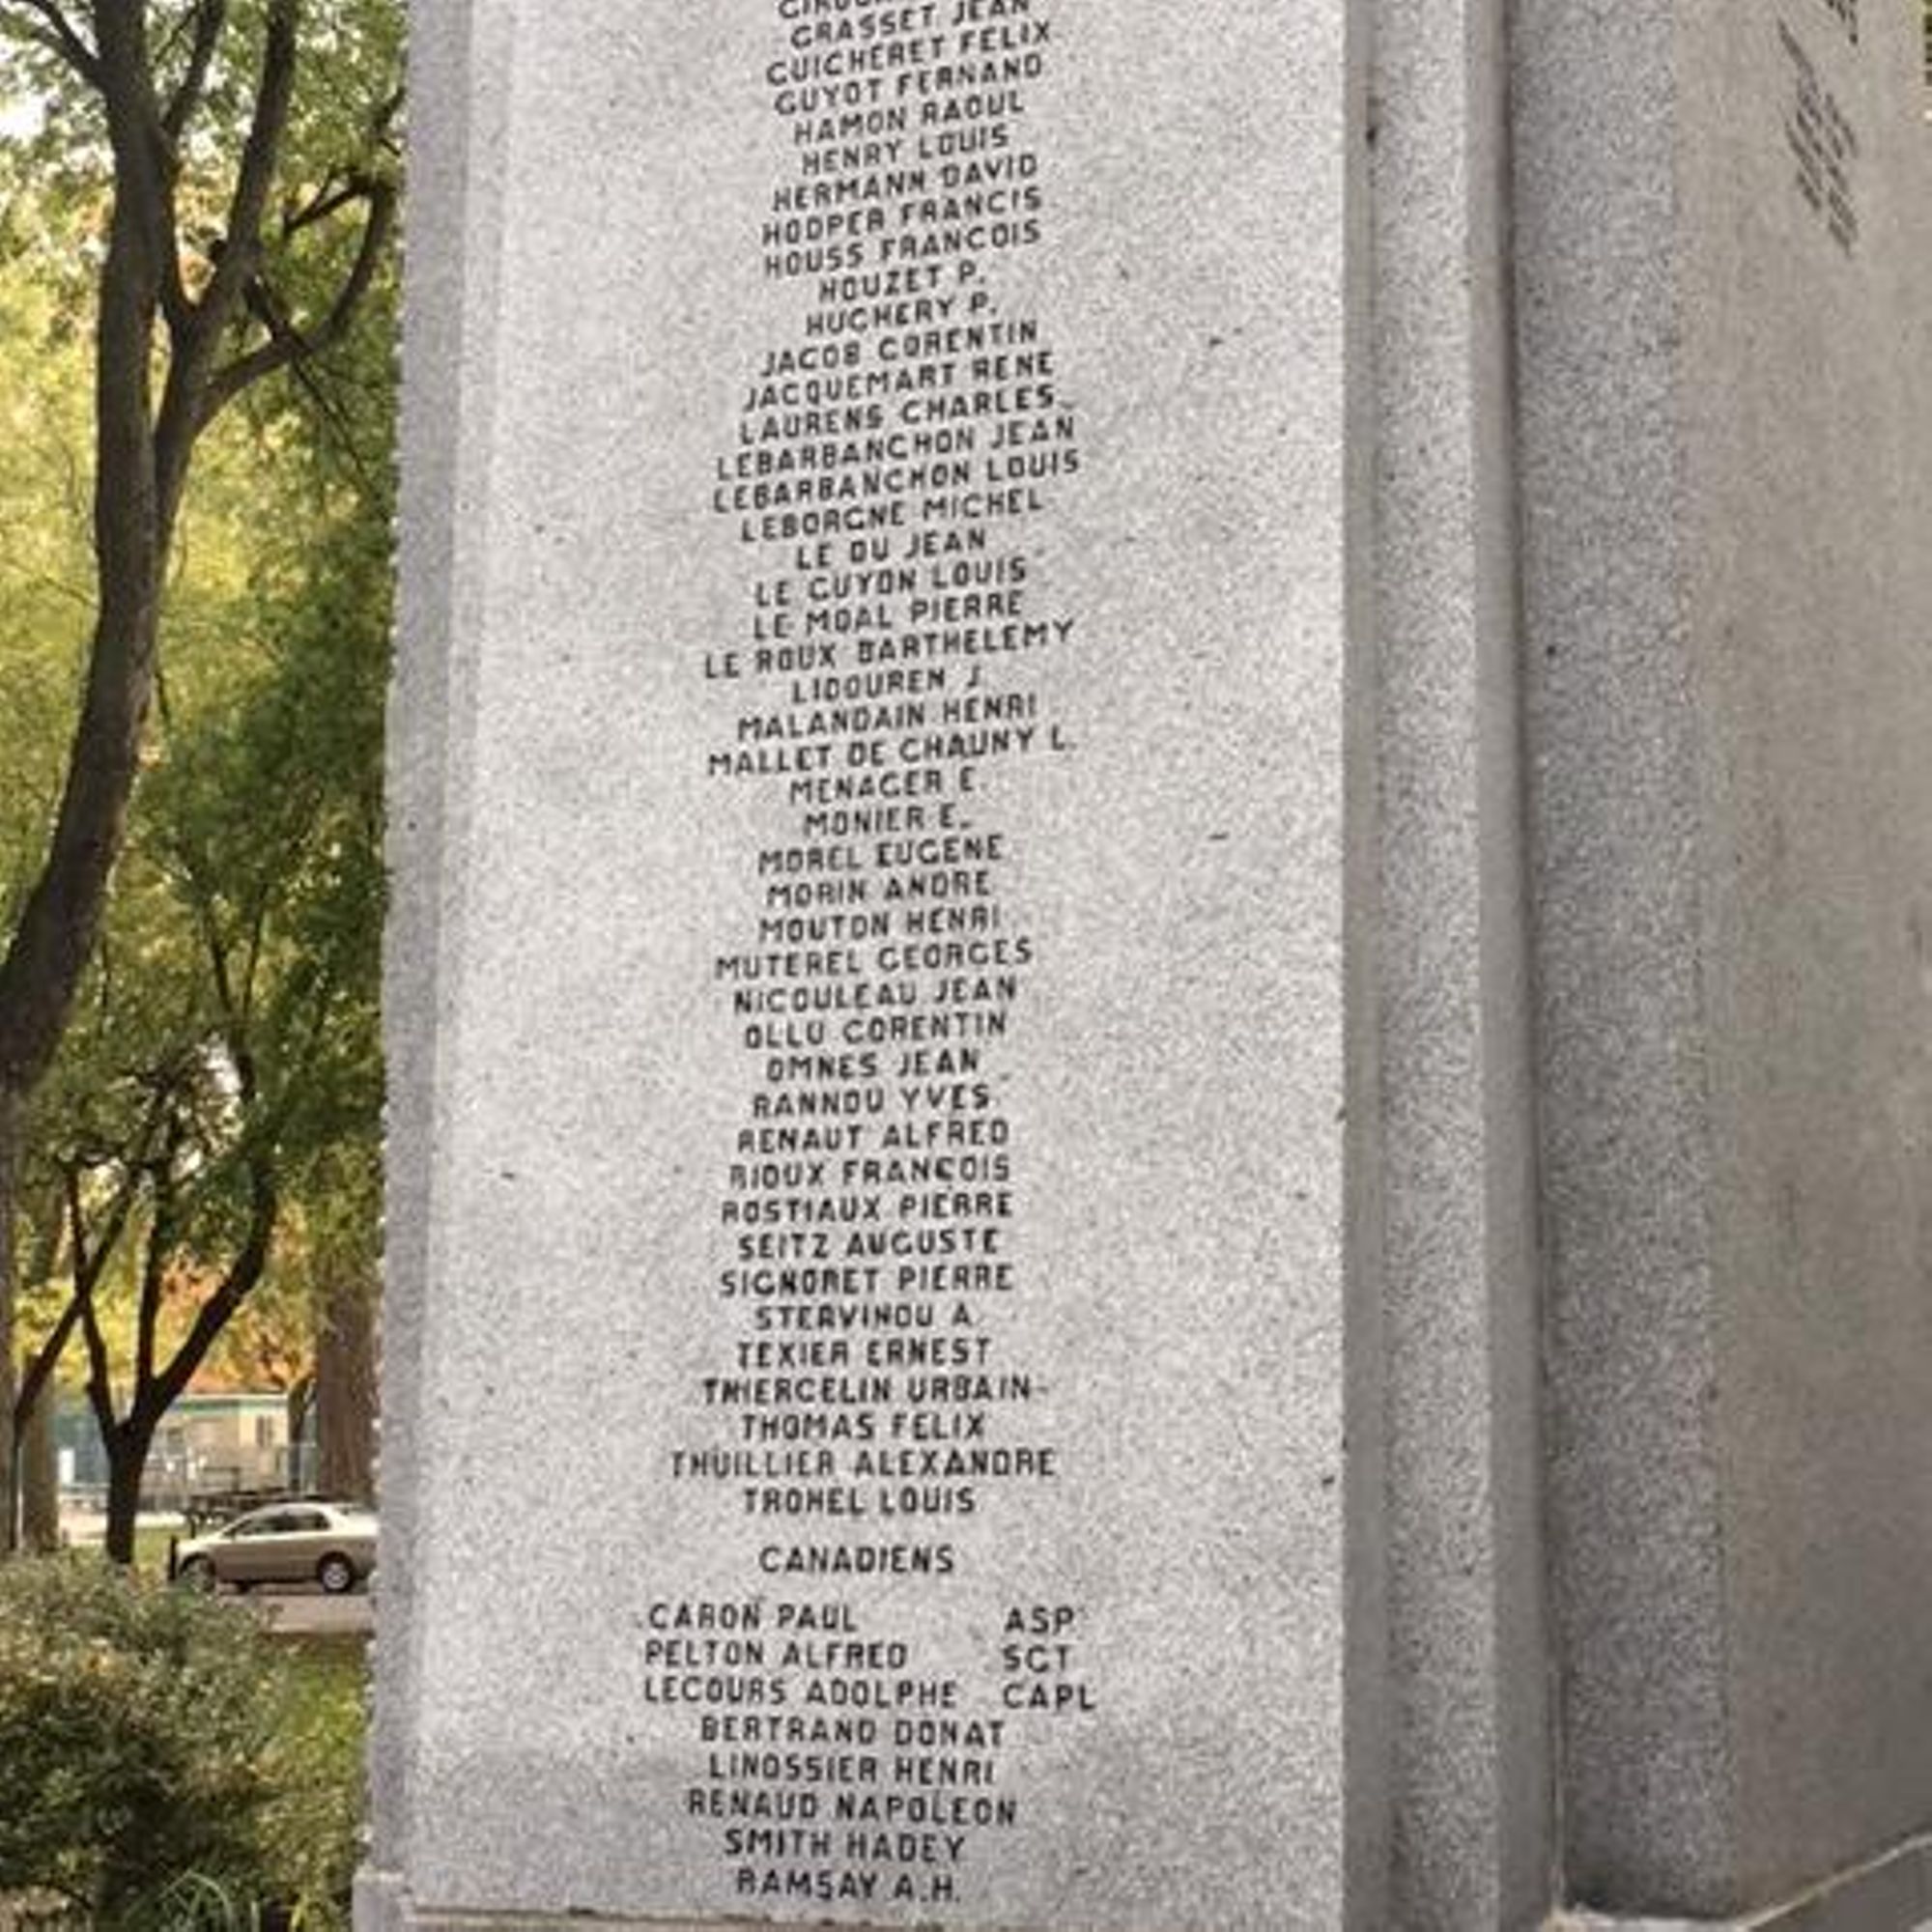 GRASSET JEAN
GUICHERET FELIX
GUYOT FERNAND
HAMON RAOUL
HENRY LOUIS
HERMANN DAVID
HOOPER FRANCIS
HOUSS FRANCOIS
HOUZET P.
HUGHERY P.
JACOB CORENTIN
JACQUEMART RENE
LAURENS CHARLES
LEBARBANCHON JEAN
LEBARBANCHON LOUIS
LEBORGNE MICHEL
LE DU JEAN
LE GUYON LOUIS
LE MOAL PIERRE
LE ROUX BARTHELEMY
LIDOUREN J.
MALANDAIN HENRI
MALLET DE CHAUNY L.
MENAGER E.
MONIER E.
MOREL EUGENE
MORIN ANDRE
MOUTON HENRI
MUTEREL GEORGES
NICOULEAU JEAN
OLLU CORENTIN
OMNES JEAN
RANNOU YVES
RENAUT ALFRED
RIOUX FRANCOIS
ROSTIAUX PIERRE
SEITZ AUGUSTE
SIGNORET PIERRE
STERVINOU A.
TEXIER ERNEST
THIERCELIN URBAIN
THOMAS FELIX
THUILLIER ALEXANDRE
TROHEL LOUIS
CANADIENS
CARON PAUL ASP
PELTON ALFRED SGT
LECOURS ADOLPHE CAPL
BERTRAND DONAT
LINOSSIER HENRI
RENAUD NAPOLEON
SMITH HADEY
RAMSAY A.H.